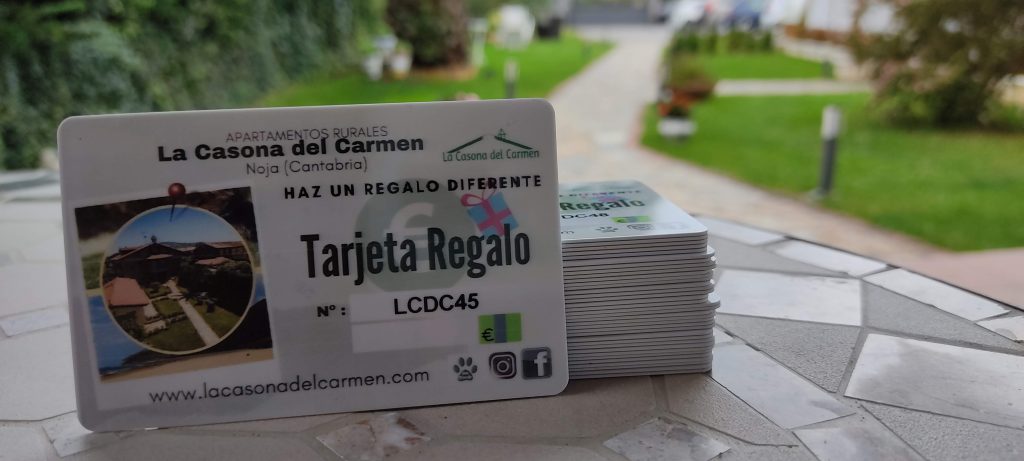 APARTAMENTOS RURALES
La Casona del Carmen
Noja (Cantabria)
La Casona del Carmen
HAZ UN REGALO DIFERENTE
Tarjeta Regalo
Nº :
LCDC45
€
www.lacasonadelcarmen.com
f
Regalo